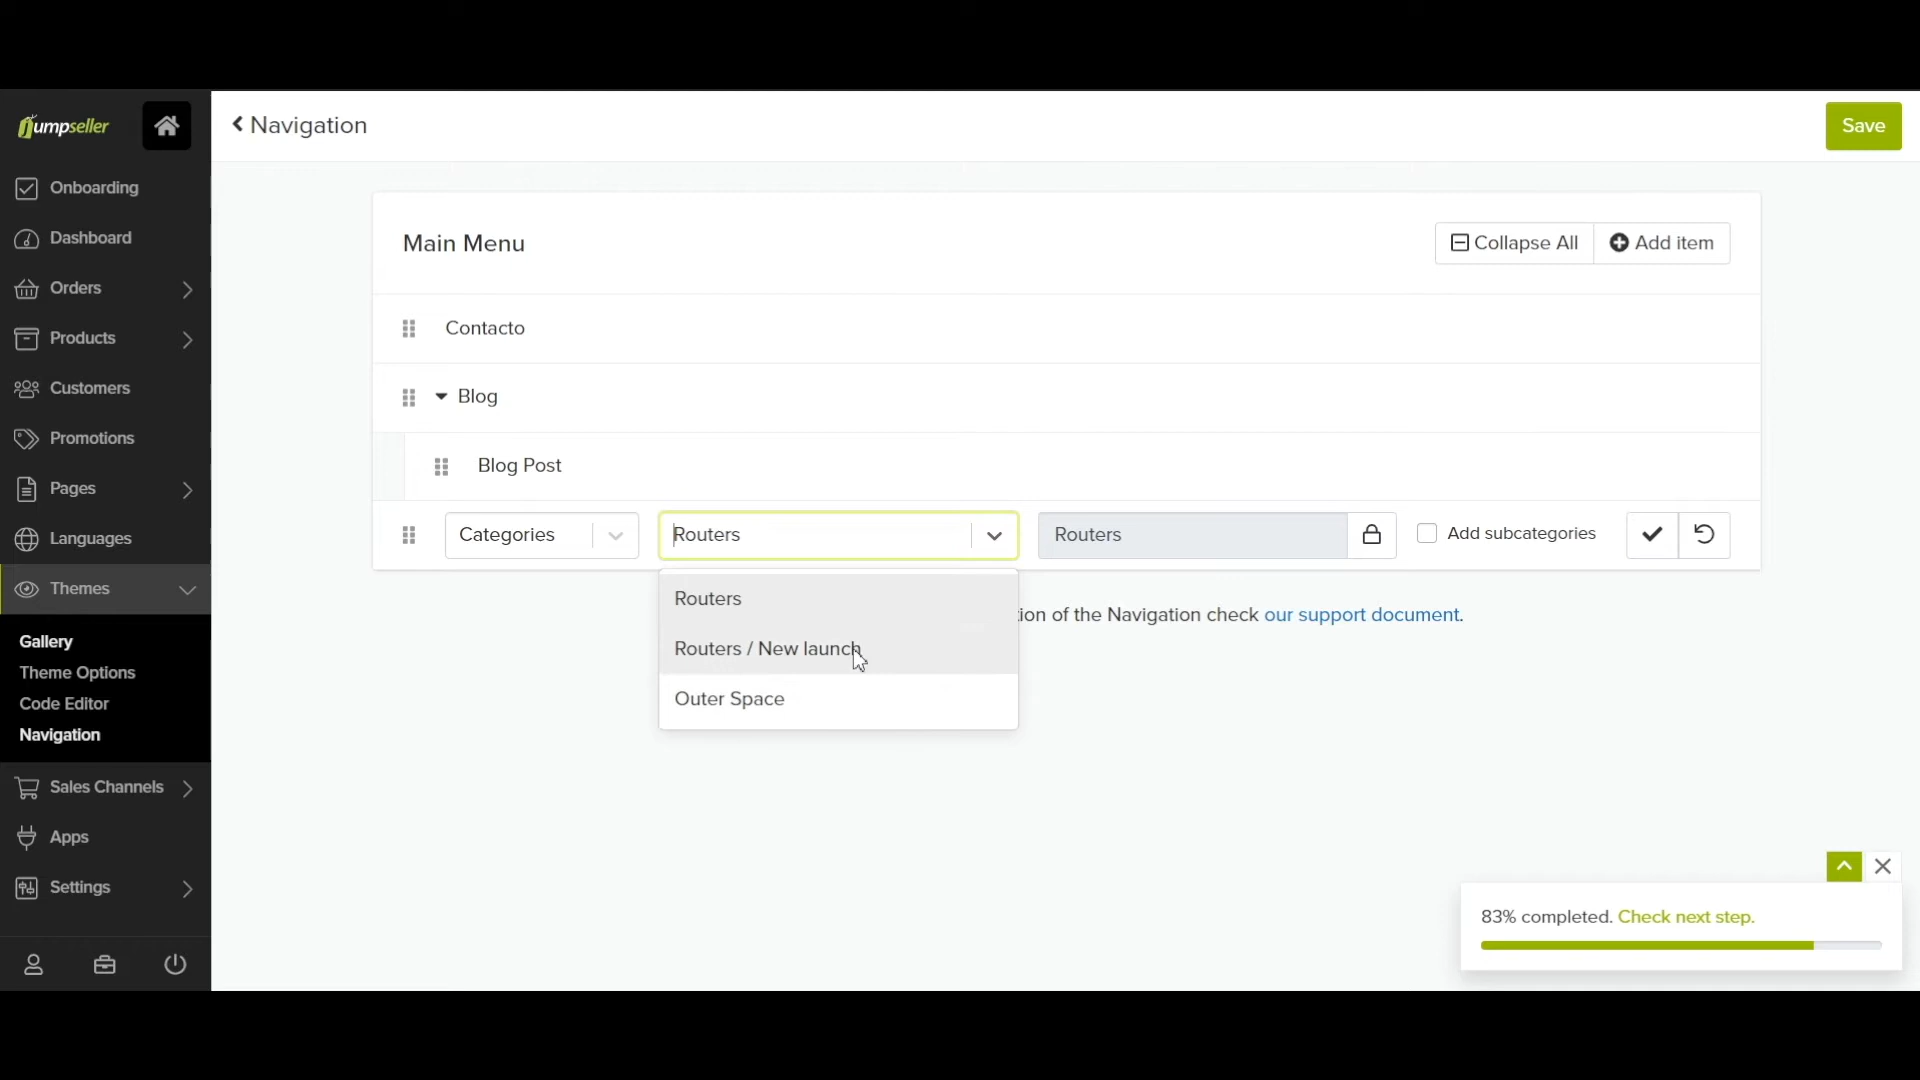 jumpseller
Navigation
Save
Onboarding
Dashboard
Orders
Products
Customers
Promotions
Pages
Languages
Themes
Gallery
Theme Options
Code Editor
Navigation
Sales Channels
Apps
Settings
Main Menu
Collapse All
Add item
Contacto
Blog
Blog Post
Categories
Routers
Routers
Add subcategories
Routers
Routers / New launch
Outer Space
ion of the Navigation check our support document.
83% completed. Check next step.